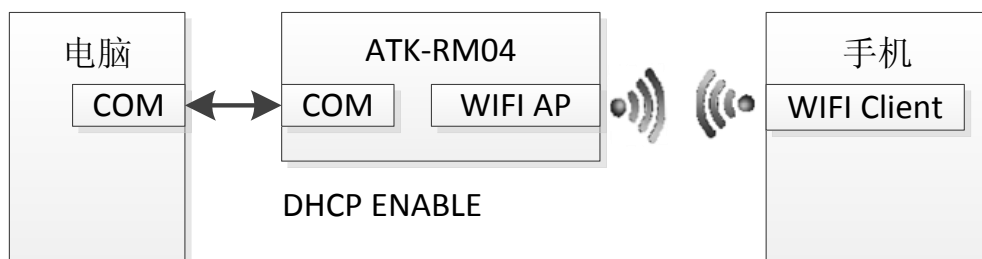 电脑
COM
ATK-RM04
COM
WIFI AP
手机
WIFI Client
DHCP ENABLE